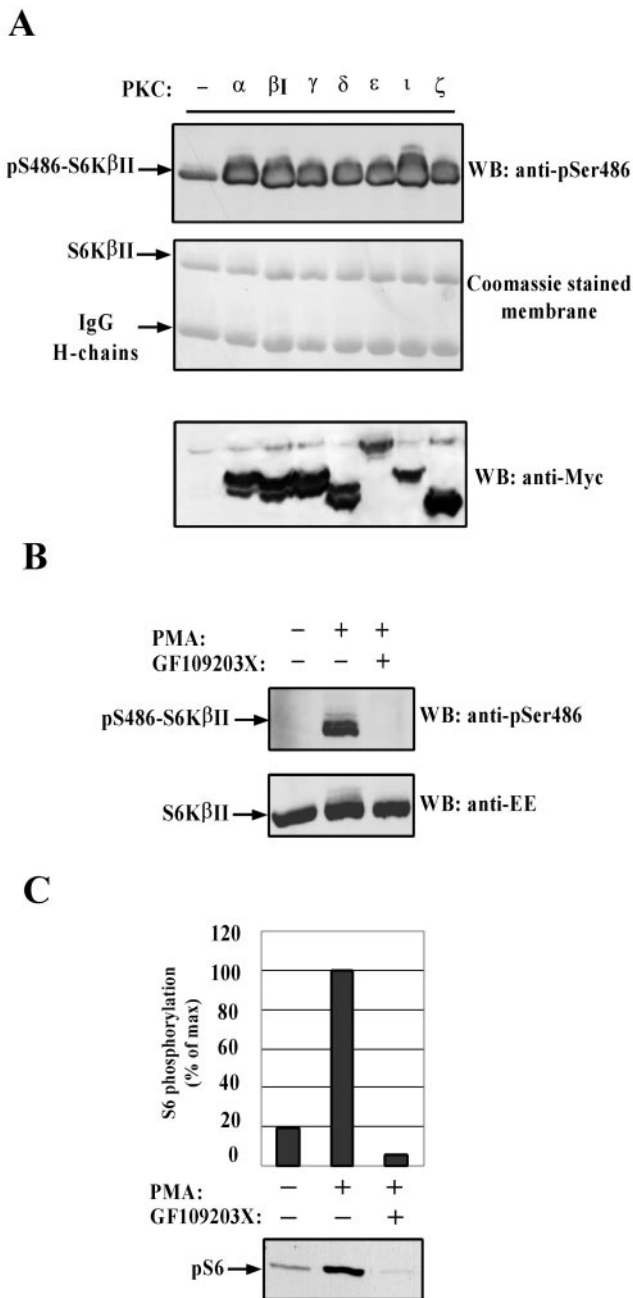 A
PKC: – α βI γ δ ε ι ζ
pS486-S6KβII WB: anti-pSer486
S6KβII
Coomassie stained
membrane
IgG
H-chains
WB: anti-Myc
B
PMA: – + +
GF109203X: – – +
pS486-S6KβII WB: anti-pSer486
S6KβII WB: anti-EE
C
S6 phosphorylation
(% of max)
120
100
80
60
40
20
0
PMA: – + +
GF109203X: – – +
pS6